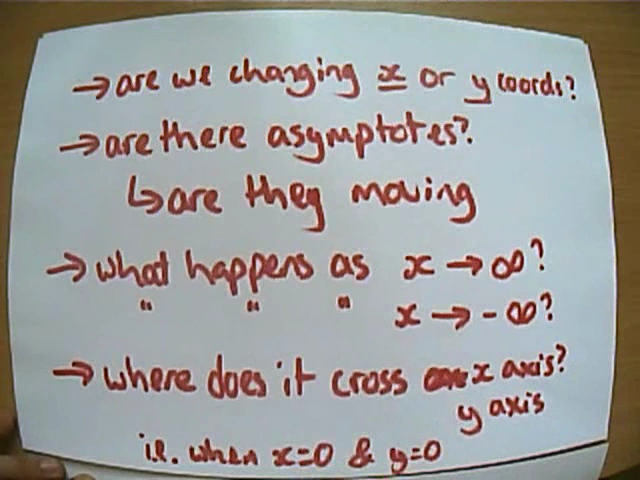 → are we changing x or y coords?
→ are there asymptotes?
↳ are they moving
→ what happens as x → ∞?
" " " x → - ∞?
→ where does it cross x axis?
y axis
i.e. when x=0 & y=0